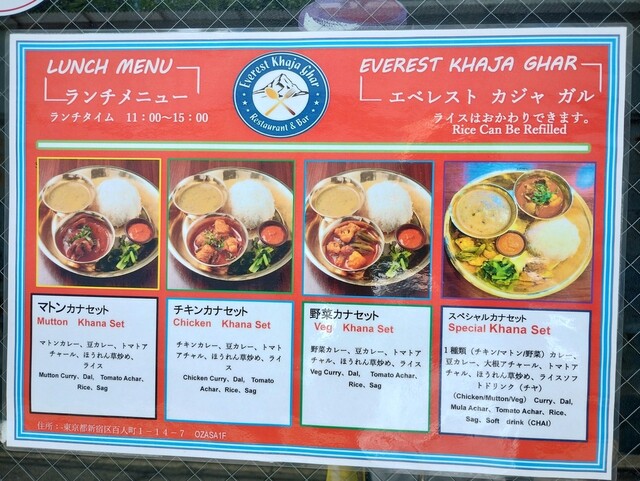 LUNCH MENU
ランチメニュー
ランチタイム 11：00～15：00
Everest Khaja Ghar
Restaurant & Bar
EVEREST KHAJA GHAR
エベレスト カジャ ガル
ライスはおかわりできます。
Rice Can Be Refilled
マトンカナセット
Mutton Khana Set
マトンカレー、豆カレー、トマトア
チャール、ほうれん草炒め、
ライス
Mutton Curry, Dal, Tomato Achar,
Rice, Sag
チキンカナセット
Chicken Khana Set
チキンカレー、豆カレー、トマト
アチャル、ほうれん草炒め、ライ
ス
Chicken Curry, Dal, Tomato
Achar, Rice, Sag
野菜カナセット
Veg Khana Set
野菜カレー、豆カレー、トマトア
チャル、ほうれん草炒め、ライス
Veg Curry, Dal, Tomato Achar,
Rice, Sag
スペシャルカナセット
Special Khana Set
1種類（チキン/マトン/野菜）カレー、
豆カレー、大根アチャール、トマトア
チャル、ほうれん草炒め、ライスソフ
トドリンク（チヤ）
(Chicken/Mutton/Veg) Curry, Dal,
Mula Achar, Tomato Achar, Rice,
Sag, Soft drink (CHAI)
住所：-東京都新宿区百人町１－１４－７ OZASA1F